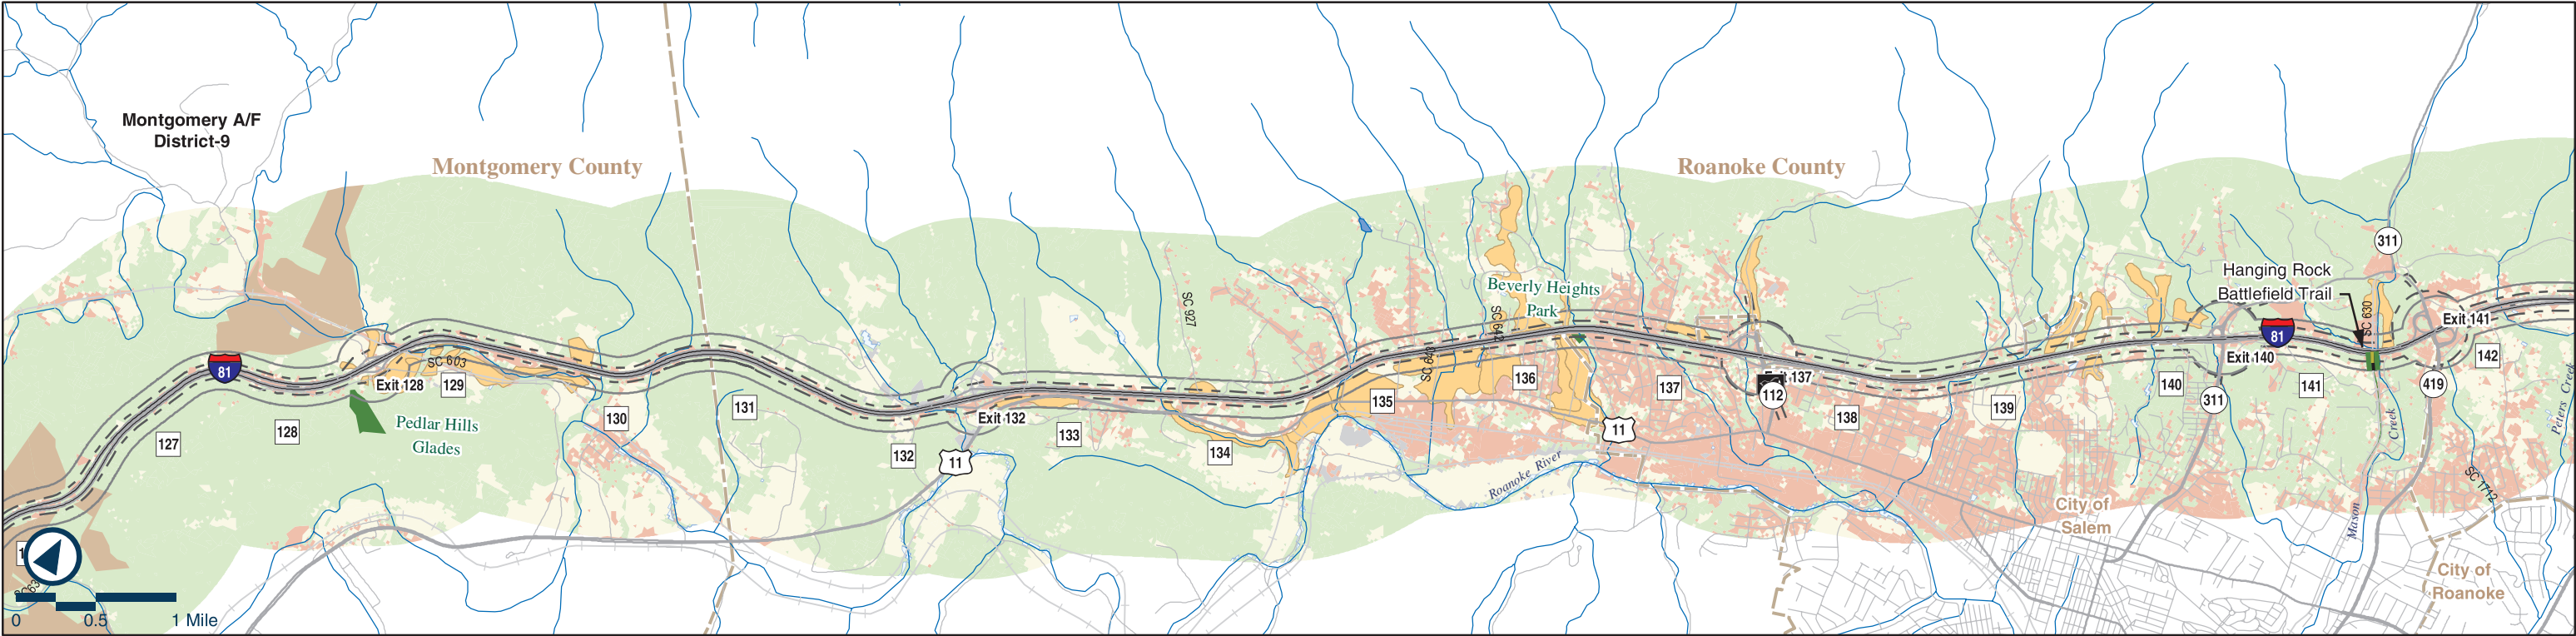 Montgomery A/F
District-9
Montgomery County
Roanoke County
311
Hanging Rock
Battlefield Trail
SC 927
Beverly Heights
Park
SC 642
SC 630
Exit 141
81
81
SC 603
Exit 128
129
Exit 140
142
136
137
Exit 137
112
140
141
419
311
Pedlar Hills
Glades
130
131
135
138
139
Exit 132
127
128
132
133
134
11
11
Creek
Peters Creek
Roanoke River
SC 1712
City of
Salem
Mason
City of
Roanoke
0
0.5
1 Mile